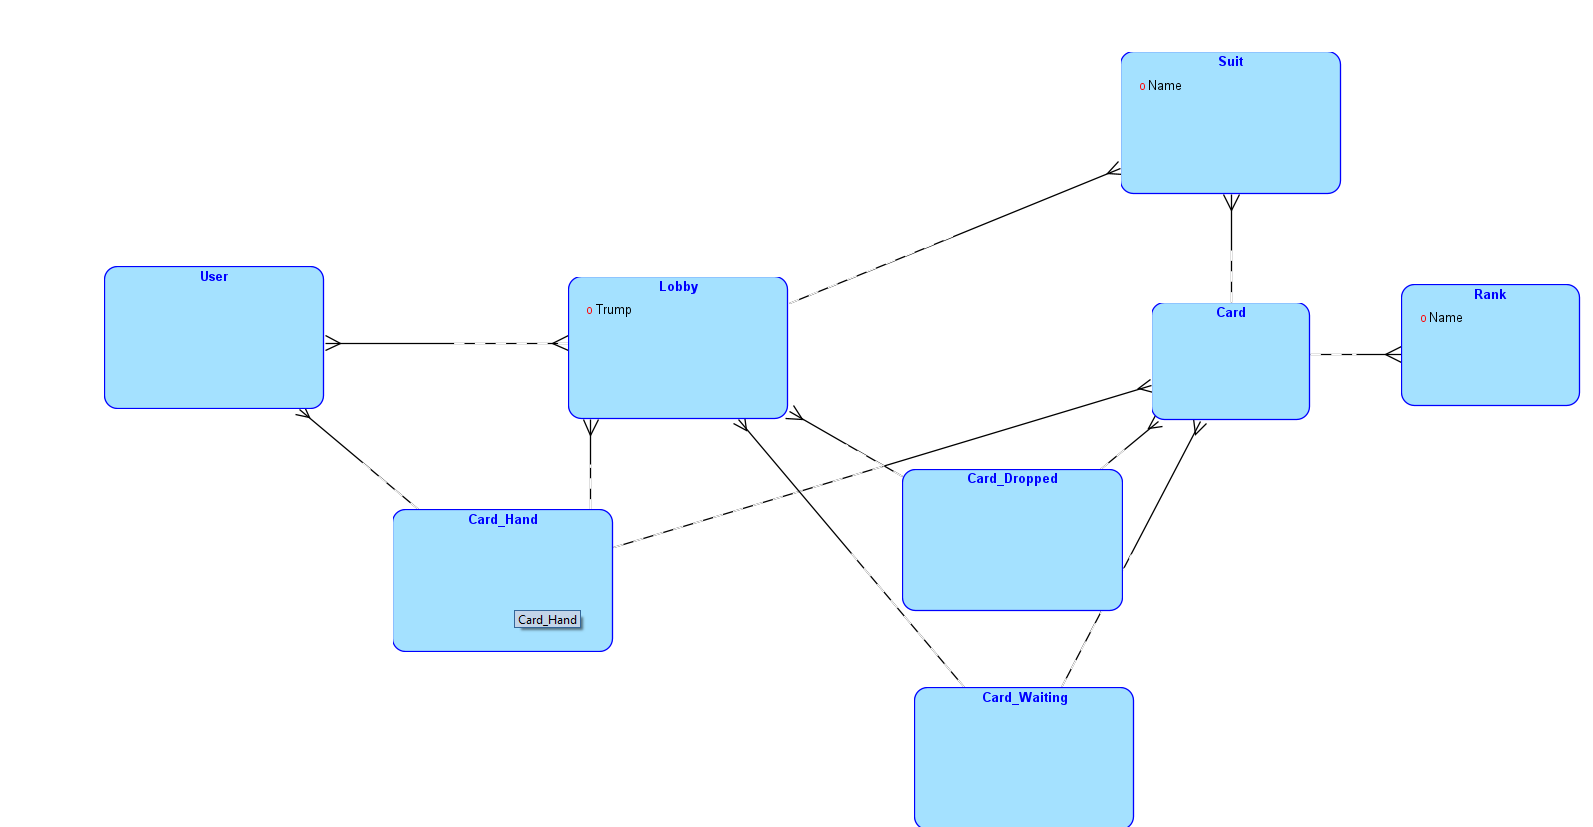 Suit
o Name
User
Lobby
o Trump
Card
Rank
o Name
Card_Dropped
Card_Hand
Card_Hand
Card_Waiting